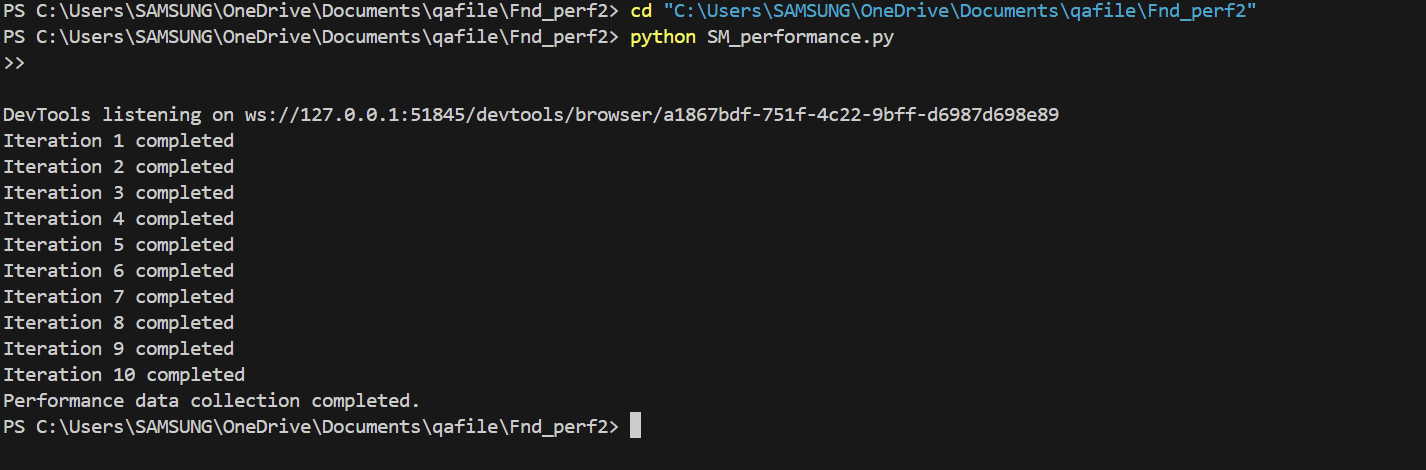 PS C:\Users\SAMSUNG\OneDrive\Documents\qafile\Fnd_perf2> cd "C:\Users\SAMSUNG\OneDrive\Documents\qafile\Fnd_perf2"
PS C:\Users\SAMSUNG\OneDrive\Documents\qafile\Fnd_perf2> python SM_performance.py
>>
DevTools listening on ws://127.0.0.1:51845/devtools/browser/a1867bdf-751f-4c22-9bff-d6987d698e89
Iteration 1 completed
Iteration 2 completed
Iteration 3 completed
Iteration 4 completed
Iteration 5 completed
Iteration 6 completed
Iteration 7 completed
Iteration 8 completed
Iteration 9 completed
Iteration 10 completed
Performance data collection completed.
PS C:\Users\SAMSUNG\OneDrive\Documents\qafile\Fnd_perf2>